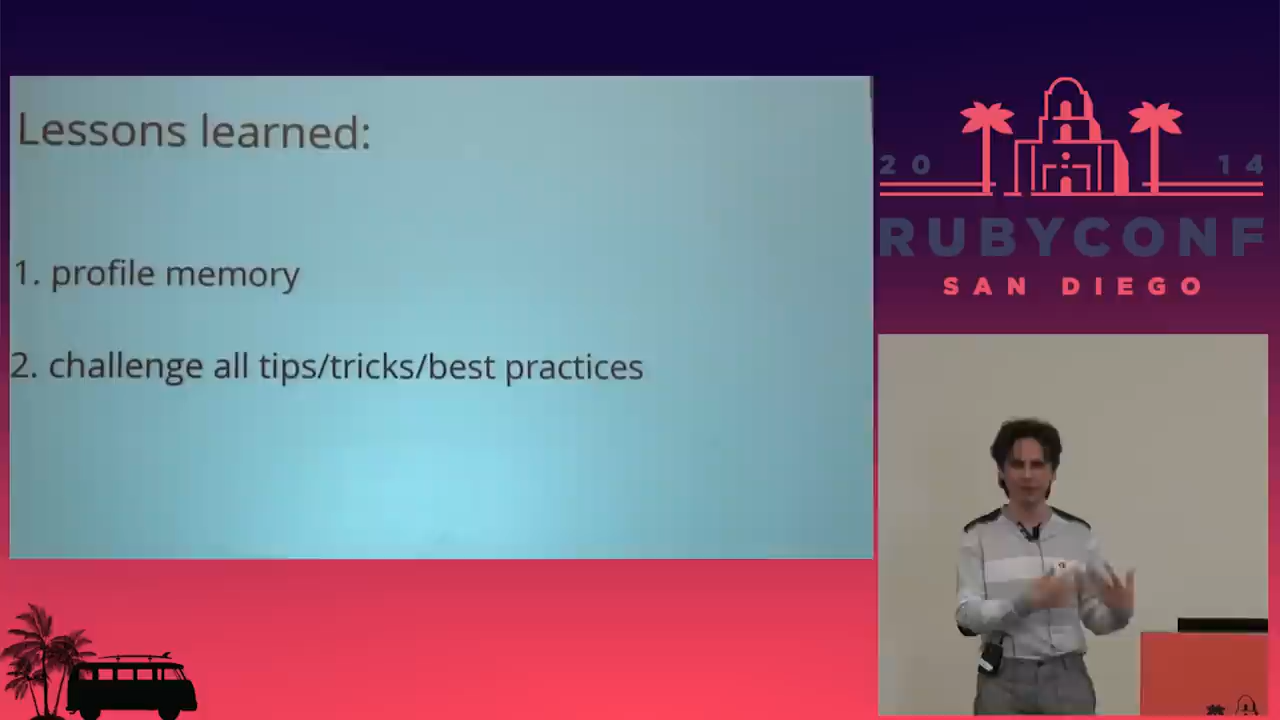 Lessons learned:
1. profile memory
2. challenge all tips/tricks/best practices
20 14
RUBYCONF
SAN DIEGO